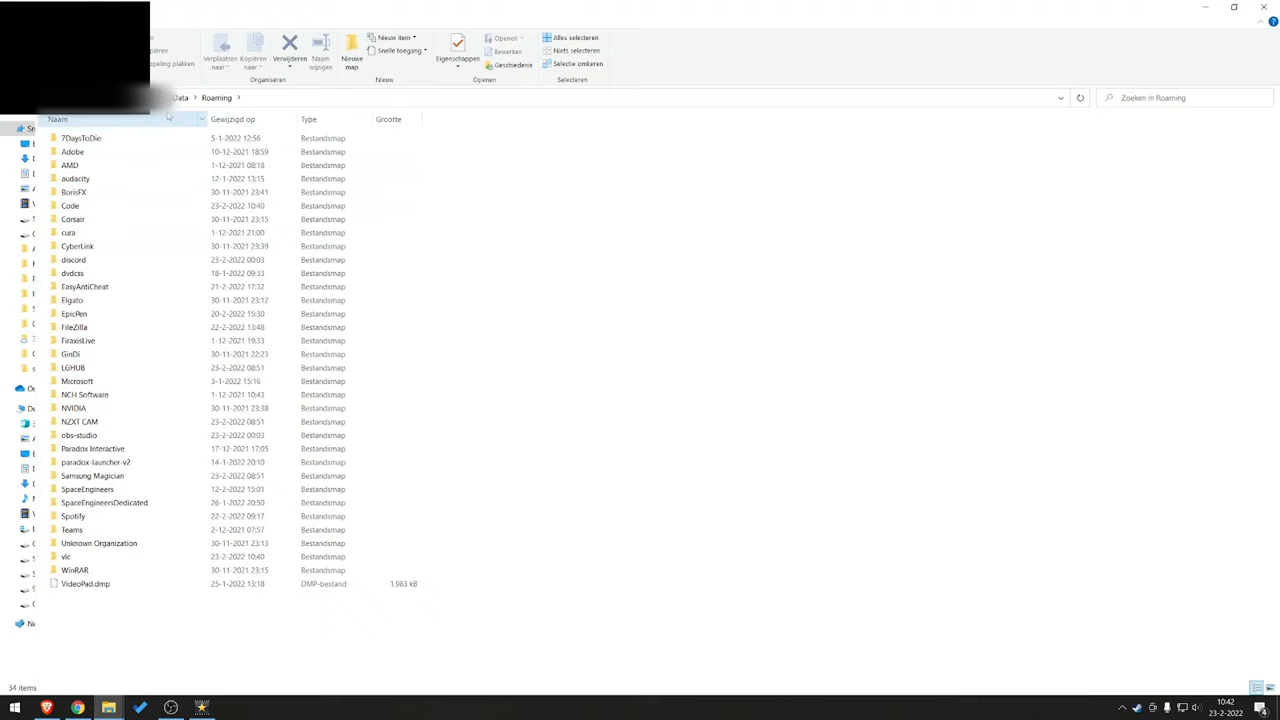 iëren
opeling plakken
Verplaatsen naar
Kopiëren naar
Verwijderen
Naam wijzigen
Organiseren
Nieuwe map
Nieuw item
Snelle toegang
Nieuw
Eigenschappen
Openen
Bewerken
Geschiedenis
Openen
Alles selecteren
Niets selecteren
Selectie omkeren
Selecteren
Data > Roaming >
Zoeken in Roaming
Naam Gewijzigd op Type Grootte
7DaysToDie 5-1-2022 12:56 Bestandsmap
Adobe 10-12-2021 18:59 Bestandsmap
AMD 1-12-2021 08:18 Bestandsmap
audacity 12-1-2022 13:15 Bestandsmap
BorisFX 30-11-2021 23:41 Bestandsmap
Code 23-2-2022 10:40 Bestandsmap
Corsair 30-11-2021 23:15 Bestandsmap
cura 1-12-2021 21:00 Bestandsmap
CyberLink 30-11-2021 23:39 Bestandsmap
discord 23-2-2022 00:03 Bestandsmap
dvdcss 18-1-2022 09:33 Bestandsmap
EasyAntiCheat 21-2-2022 17:32 Bestandsmap
Elgato 30-11-2021 23:12 Bestandsmap
EpicPen 20-2-2022 15:30 Bestandsmap
FileZilla 22-2-2022 13:48 Bestandsmap
FiraxisLive 1-12-2021 19:33 Bestandsmap
GinDi 30-11-2021 22:23 Bestandsmap
LGHUB 23-2-2022 08:51 Bestandsmap
Microsoft 3-1-2022 15:16 Bestandsmap
NCH Software 1-12-2021 10:43 Bestandsmap
NVIDIA 30-11-2021 23:38 Bestandsmap
NZXT CAM 23-2-2022 08:51 Bestandsmap
obs-studio 23-2-2022 00:03 Bestandsmap
Paradox Interactive 17-12-2021 17:05 Bestandsmap
paradox-launcher-v2 14-1-2022 20:10 Bestandsmap
Samsung Magician 23-2-2022 08:51 Bestandsmap
SpaceEngineers 12-2-2022 15:01 Bestandsmap
SpaceEngineersDedicated 26-1-2022 20:50 Bestandsmap
Spotify 22-2-2022 09:17 Bestandsmap
Teams 2-12-2021 07:57 Bestandsmap
Unknown Organization 30-11-2021 23:13 Bestandsmap
vlc 23-2-2022 10:40 Bestandsmap
WinRAR 30-11-2021 23:15 Bestandsmap
VideoPad.dmp 25-1-2022 13:18 DMP-bestand 1.983 kB
34 items
10:42
23-2-2022
4